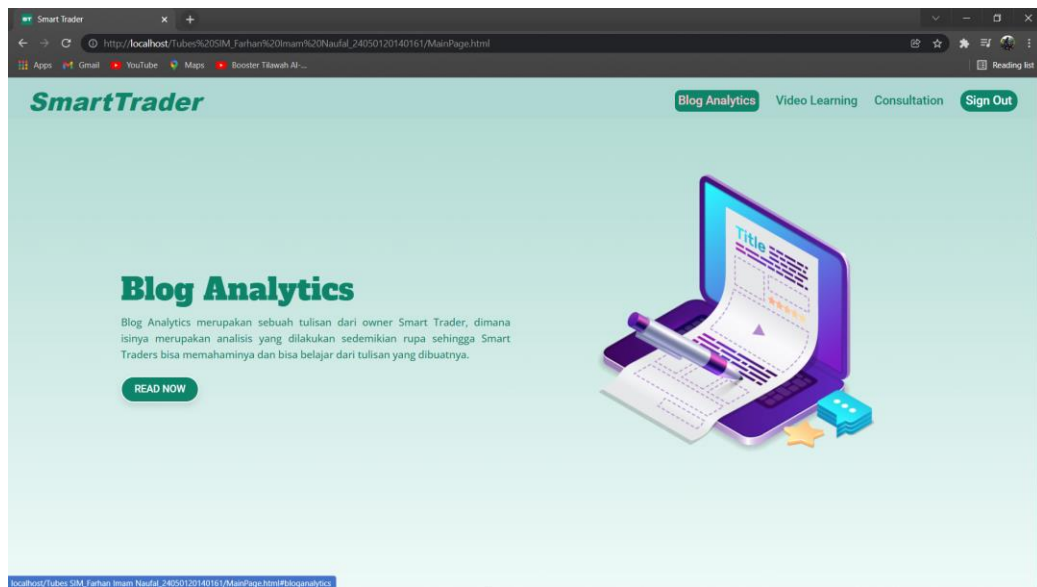 Smart Trader
http://localhost/Tubes%20SIM_Farhan%20Imam%20Naufal_24050120140161/MainPage.html
Apps Gmail YouTube Maps Booster Tilawah Al-... Reading list
SmartTrader
Blog Analytics Video Learning Consultation Sign Out
Title
Blog Analytics
Blog Analytics merupakan sebuah tulisan dari owner Smart Trader, dimana
isinya merupakan analisis yang dilakukan sedemikian rupa sehingga Smart
Traders bisa memahaminya dan bisa belajar dari tulisan yang dibuatnya.
READ NOW
localhost/Tubes SIM_Farhan Imam Naufal_24050120140161/MainPage.html#bloganalytics